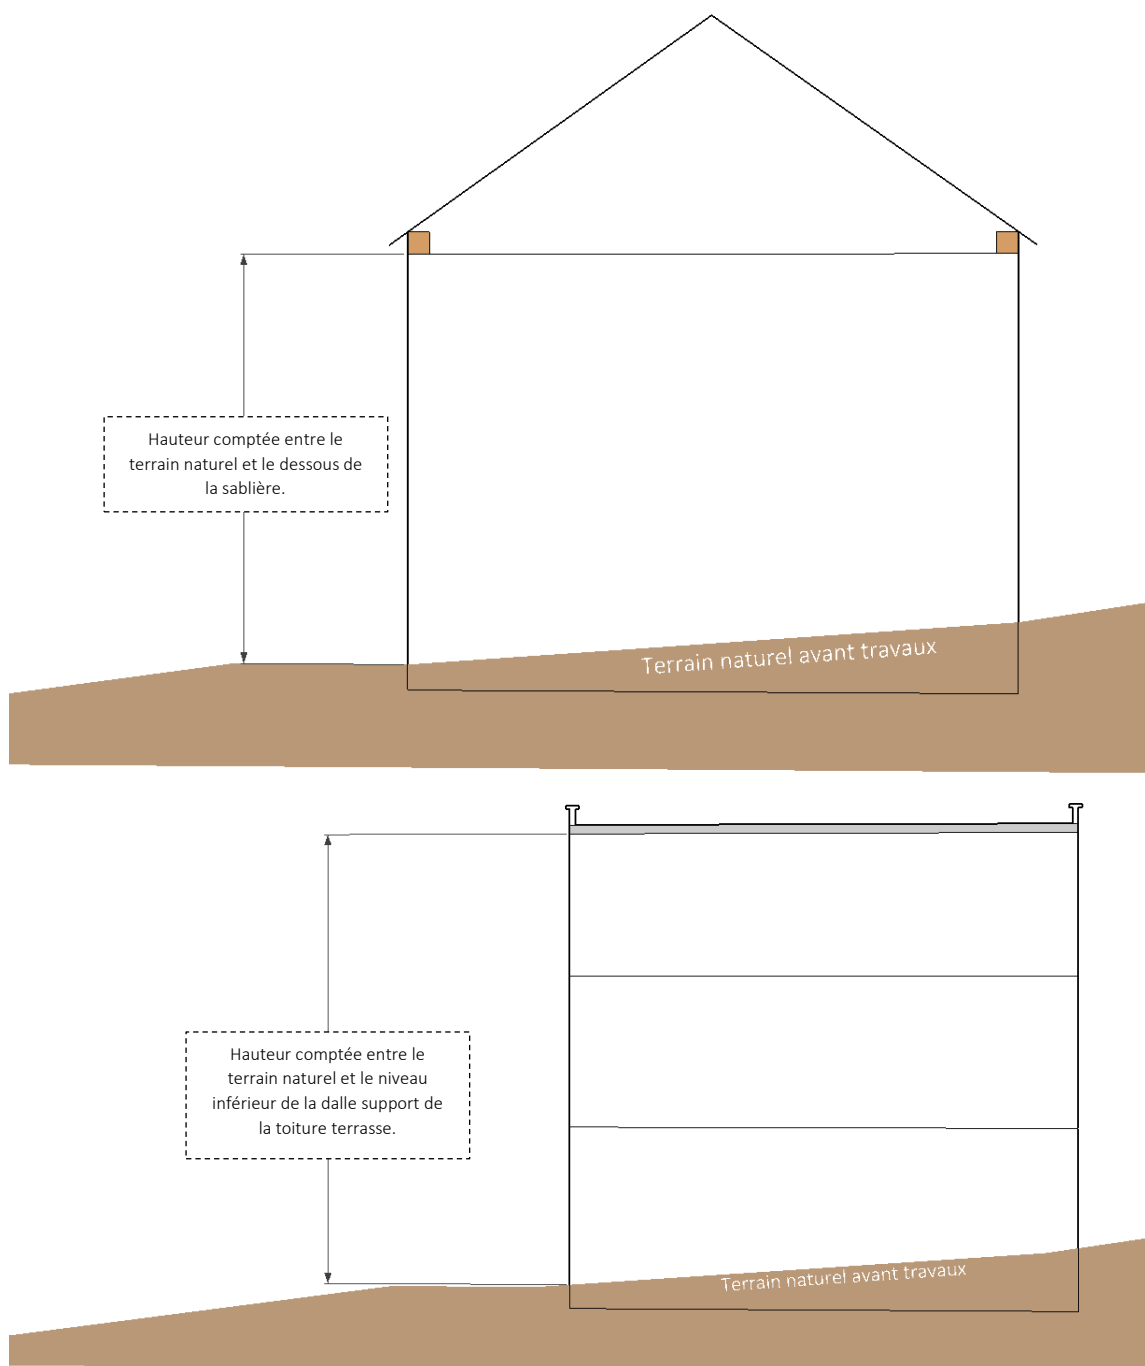 Hauteur comptée entre le
terrain naturel et le dessous de
la sablière.
Terrain naturel avant travaux
Hauteur comptée entre le
terrain naturel et le niveau
inférieur de la dalle support de
la toiture terrasse.
Terrain naturel avant travaux